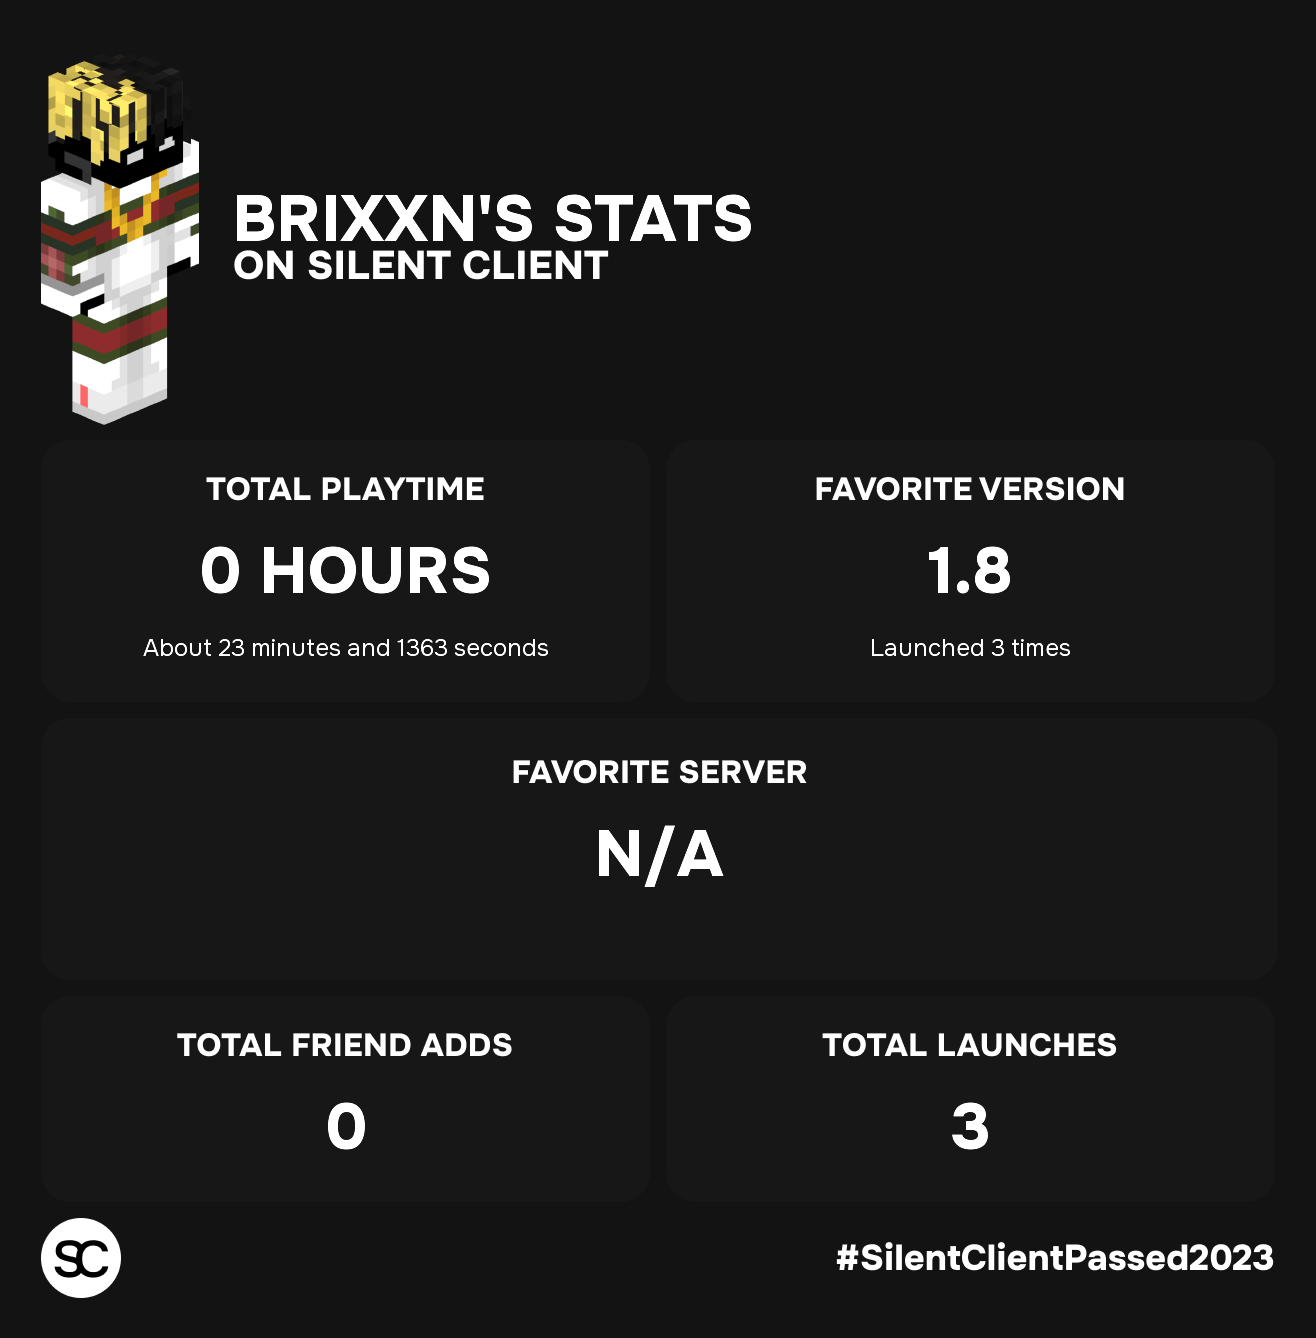 BRIXXN'S STATS
ON SILENT CLIENT
TOTAL PLAYTIME
0 HOURS
About 23 minutes and 1363 seconds
FAVORITE VERSION
1.8
Launched 3 times
FAVORITE SERVER
N/A
TOTAL FRIEND ADDS
0
TOTAL LAUNCHES
3
SC
#SilentClientPassed2023